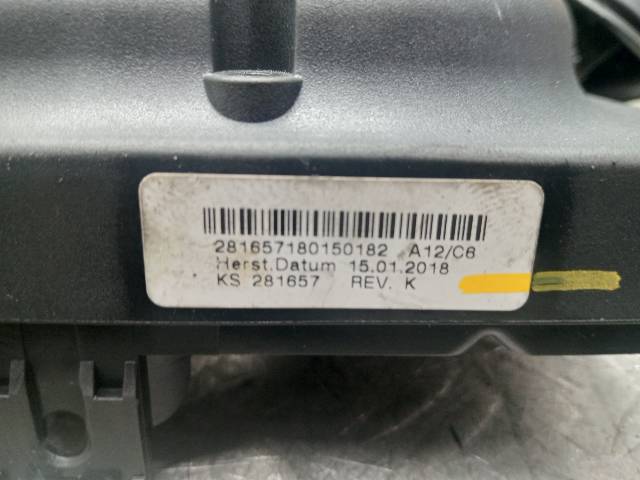 281657180150182 A12/C8
Herst.Datum 15.01.2018
KS 281657 REV. K